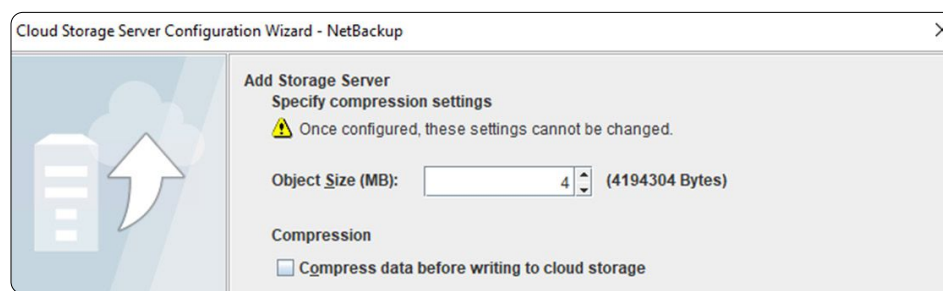 Cloud Storage Server Configuration Wizard - NetBackup
Add Storage Server
Specify compression settings
Once configured, these settings cannot be changed.
Object Size (MB): 4 (4194304 Bytes)
Compression
Compress data before writing to cloud storage